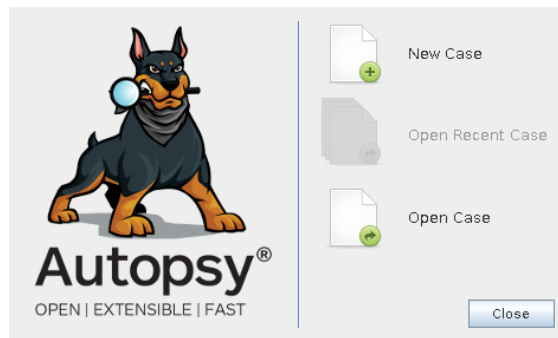 New Case
Open Recent Case
Open Case
Autopsy®
OPEN | EXTENSIBLE | FAST
Close